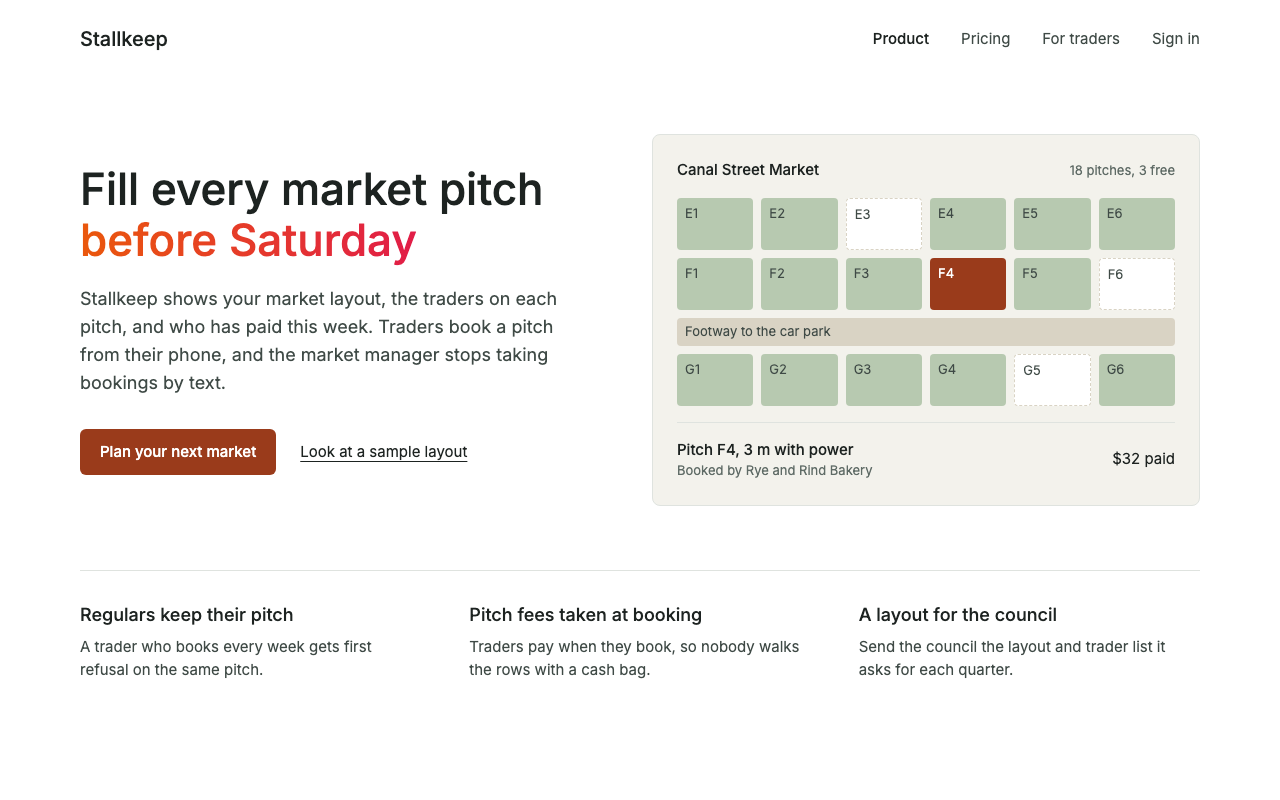 Stallkeep
Product
Pricing
For traders
Sign in
Fill every market pitch
before Saturday
Stallkeep shows your market layout, the traders on each
pitch, and who has paid this week. Traders book a pitch
from their phone, and the market manager stops taking
bookings by text.
Plan your next market
Look at a sample layout
Canal Street Market
18 pitches, 3 free
E1
E2
E3
E4
E5
E6
F1
F2
F3
F4
F5
F6
Footway to the car park
G1
G2
G3
G4
G5
G6
Pitch F4, 3 m with power
Booked by Rye and Rind Bakery
$32 paid
Regulars keep their pitch
A trader who books every week gets first
refusal on the same pitch.
Pitch fees taken at booking
Traders pay when they book, so nobody walks
the rows with a cash bag.
A layout for the council
Send the council the layout and trader list it
asks for each quarter.